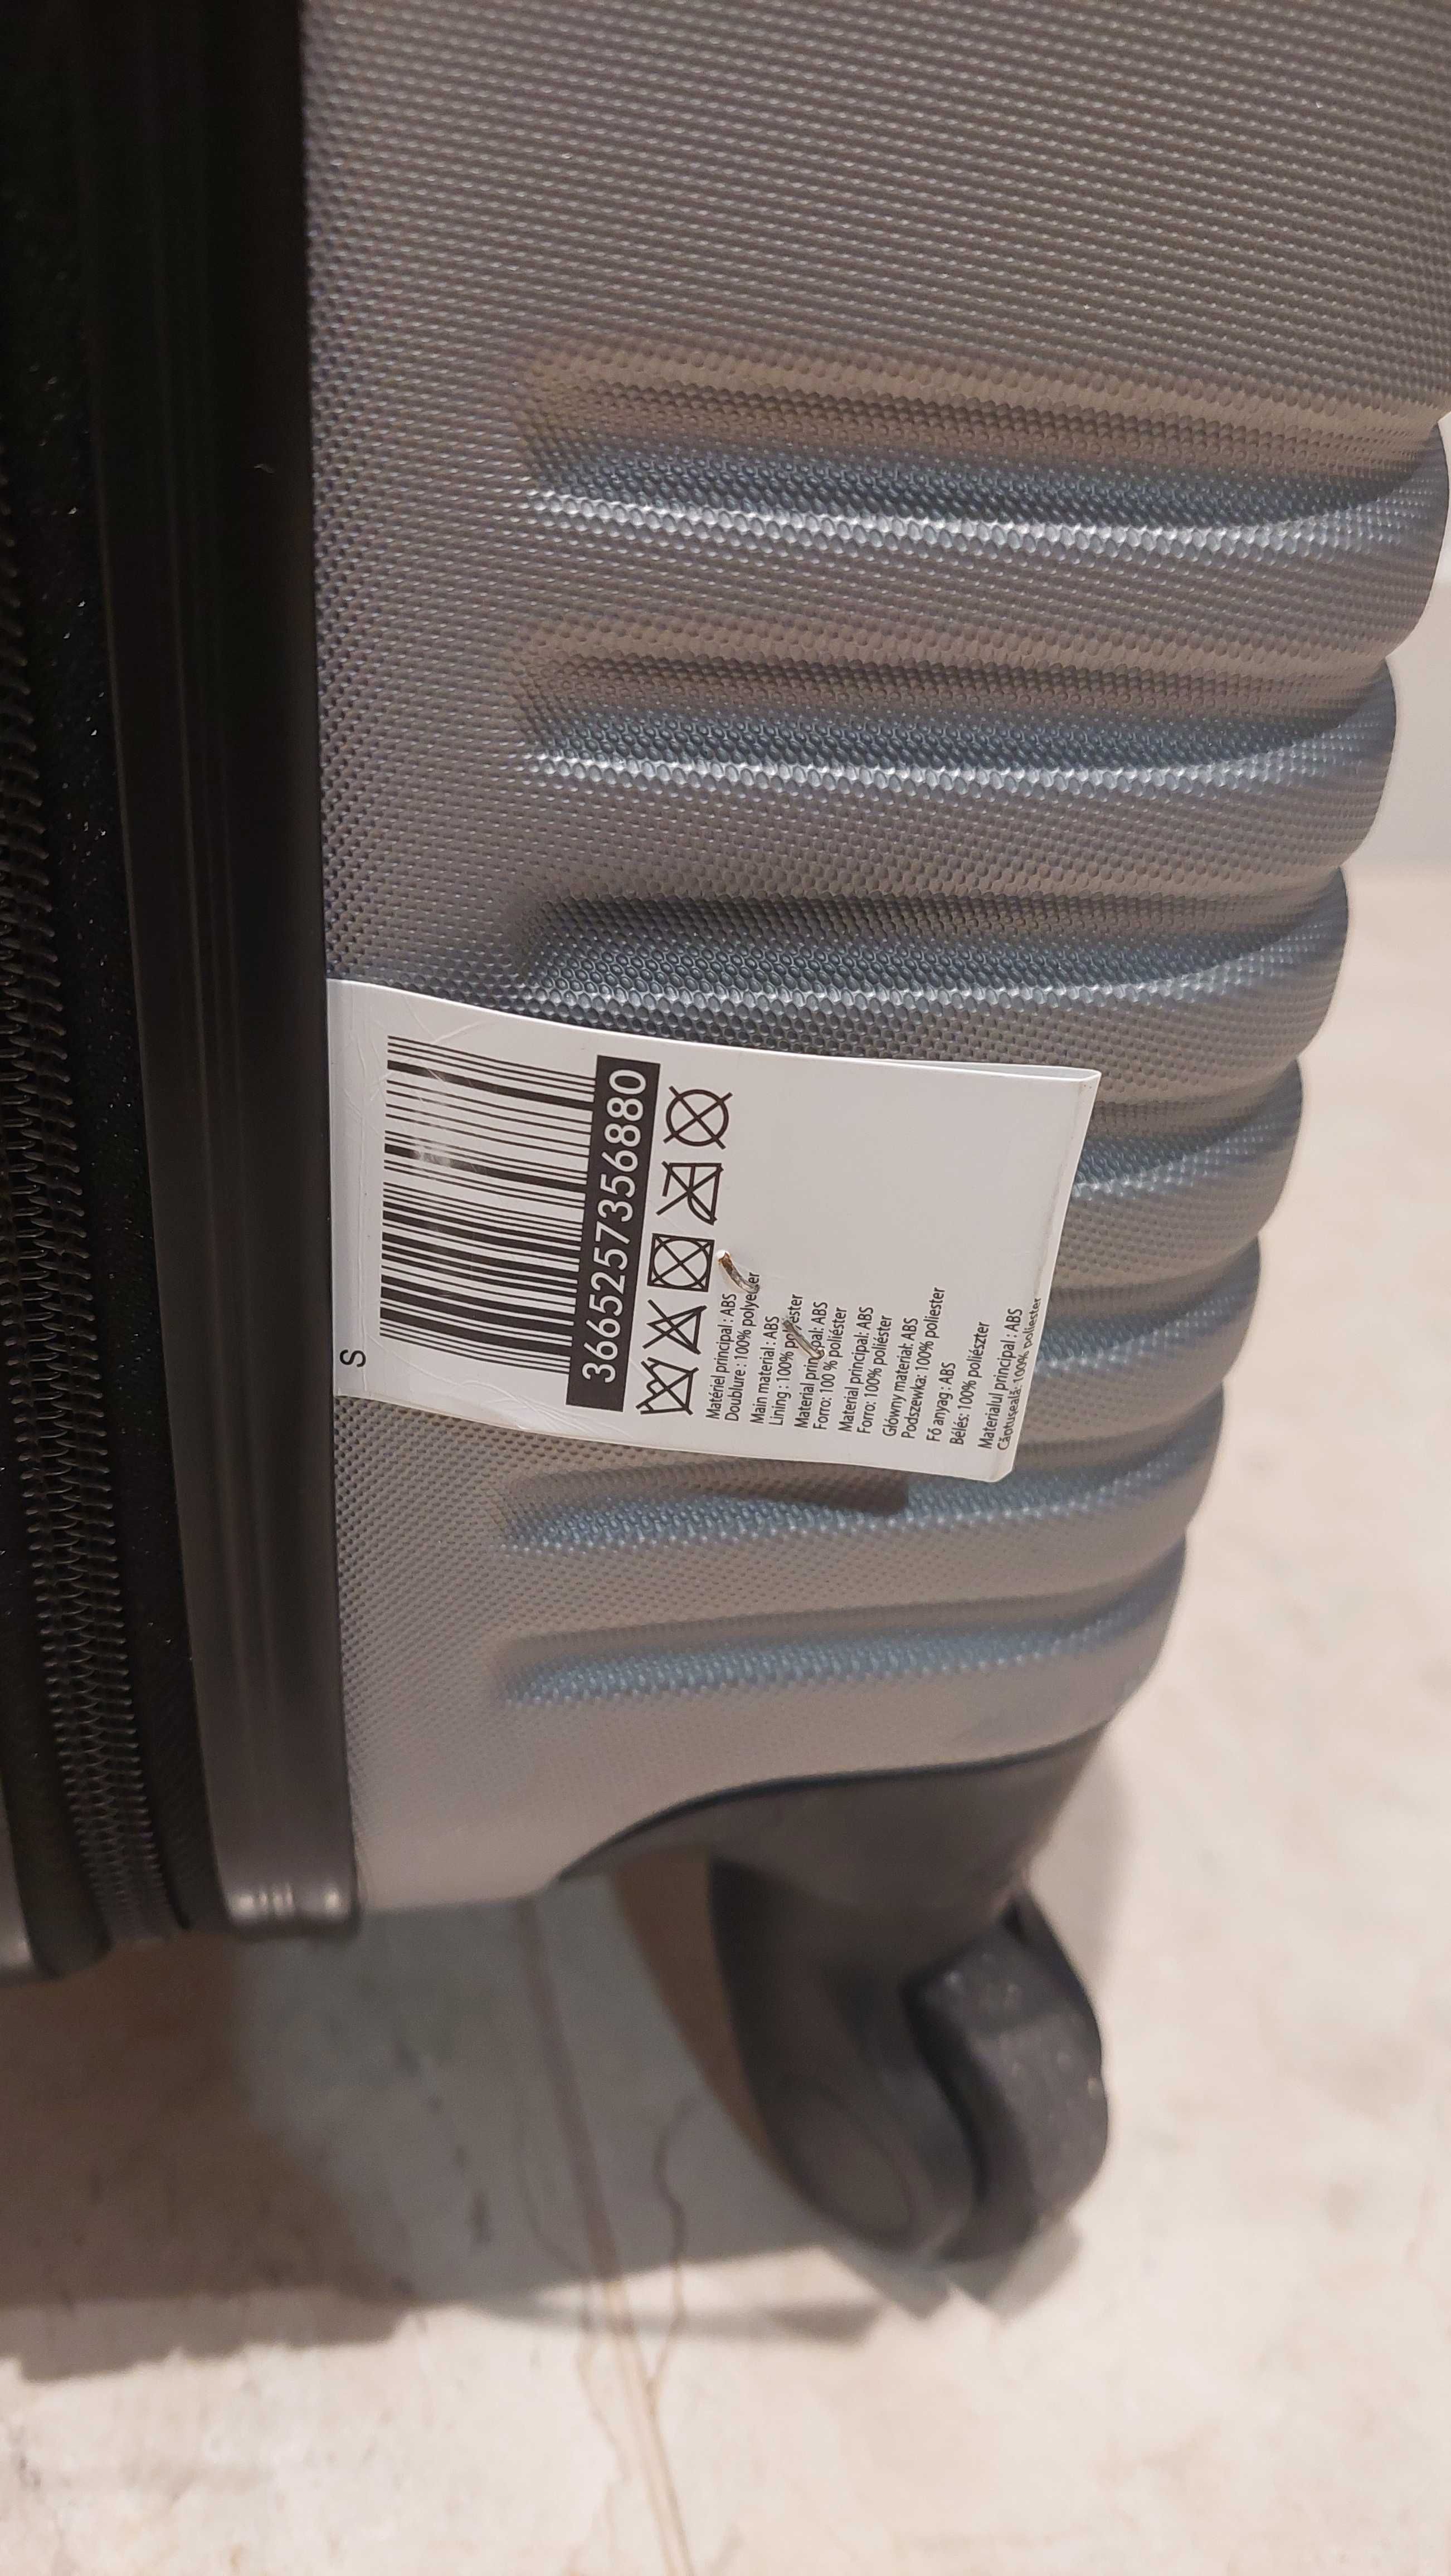 S
3665257356880
Matériel principal : ABS
Doublure : 100% polyester
Main material : ABS
Lining : 100% polyester
Material principal: ABS
Forro: 100 % poliéster
Material principal: ABS
Forro: 100% poliéster
Główny materiał: ABS
Podszewka: 100% poliester
Fő anyag : ABS
Bélés: 100% poliészter
Materialul principal : ABS
Căptuseală: 100% poliester